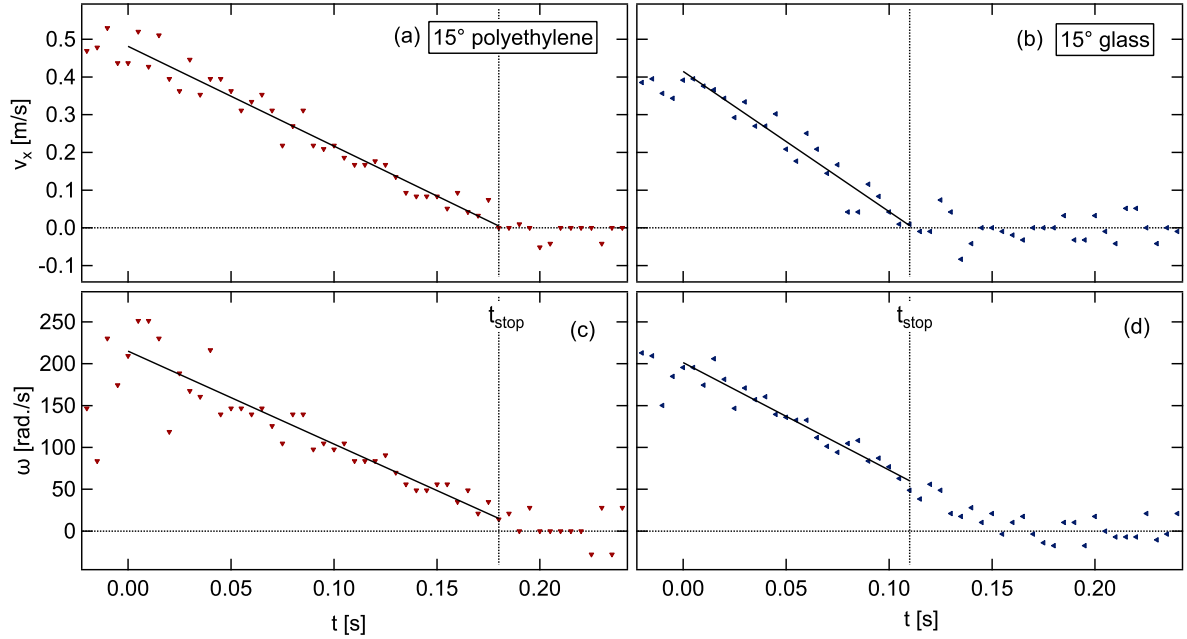 (a) 15° polyethylene
(b) 15° glass
0.5
0.4
0.3
0.2
0.1
0.0
-0.1
v_x [m/s]
t_stop (c)
t_stop (d)
250
200
150
100
50
0
ω [rad./s]
0.00 0.05 0.10 0.15 0.20
0.00 0.05 0.10 0.15 0.20
t [s]
t [s]